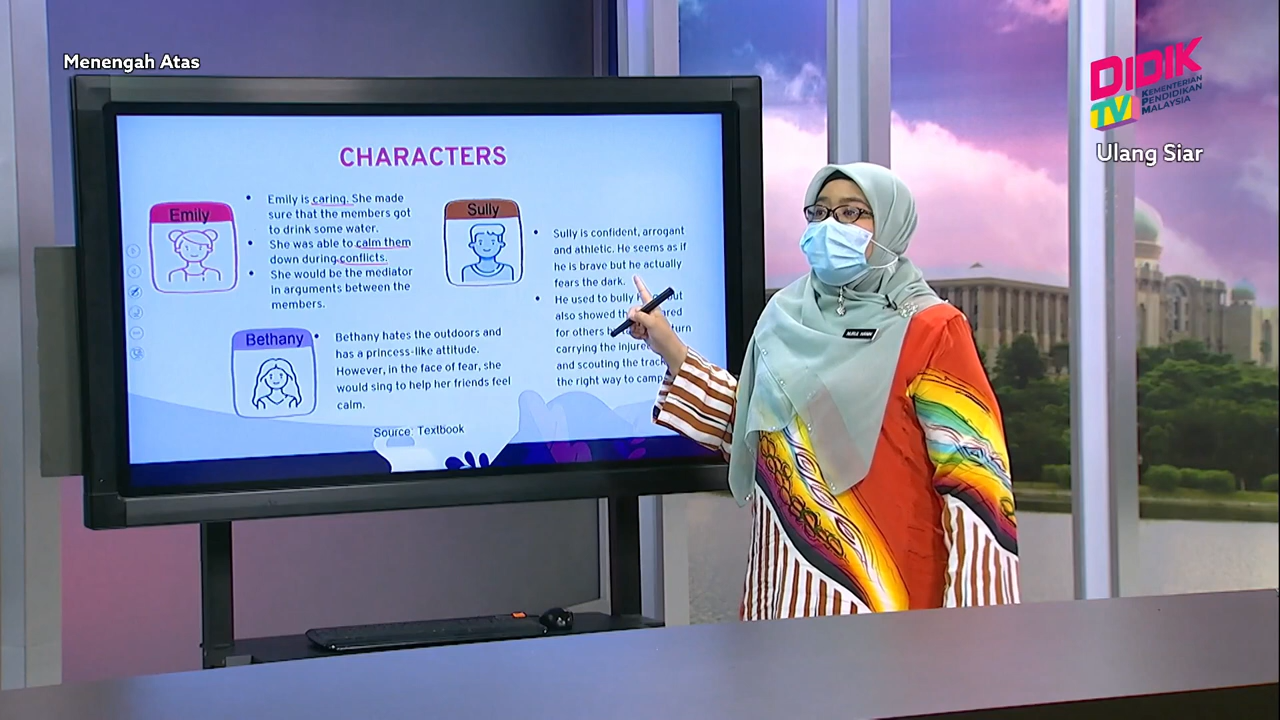 Menengah Atas
DIDIK
TV
KEMENTERIAN
PENDIDIKAN
MALAYSIA
Ulang Siar
CHARACTERS
Emily
Emily is caring. She made
sure that the members got
to drink some water.
She was able to calm them
down during conflicts.
She would be the mediator
in arguments between the
members.
Sully
Sully is confident, arrogant
and athletic. He seems as if
he is brave but he actually
fears the dark.
He used to bully
also showed
for others
carrying the
and scouting the
the right way to camp
Bethany
Bethany hates the outdoors and
has a princess-like attitude.
However, in the face of fear, she
would sing to help her friends feel
calm.
Source: Textbook